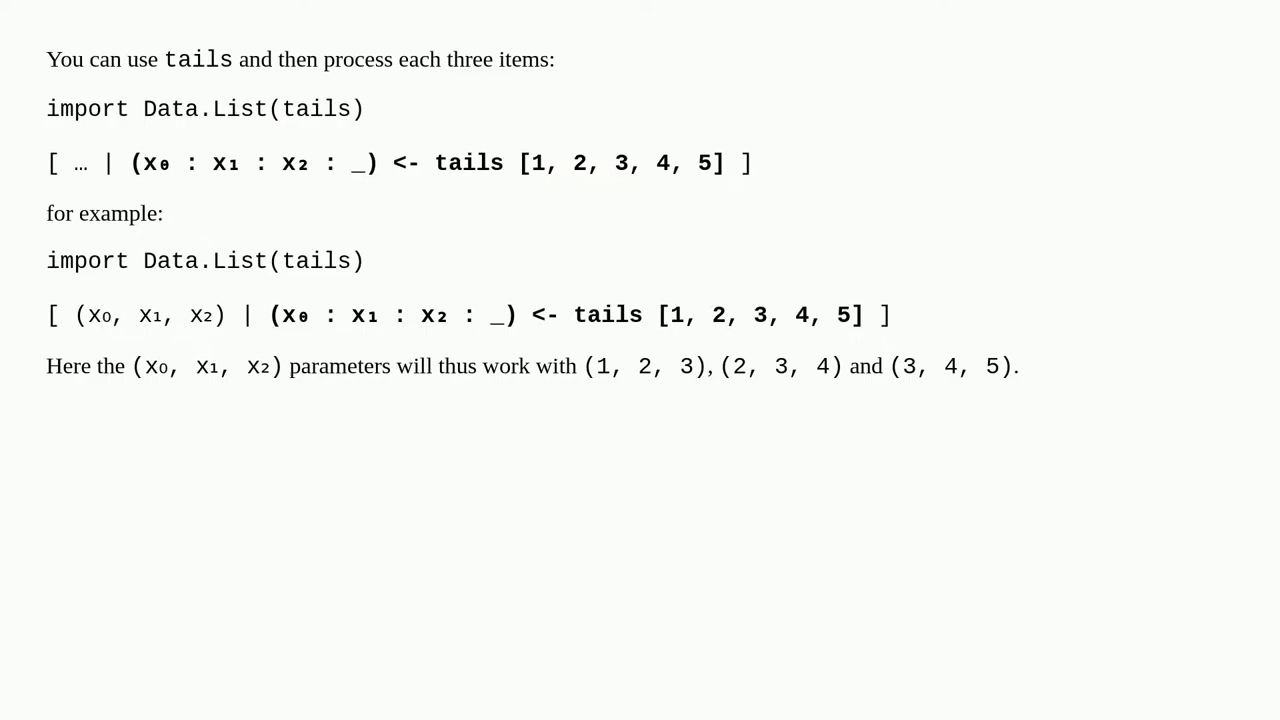 You can use tails and then process each three items:
import Data.List(tails)
[ … | (x₀ : x₁ : x₂ : _) <- tails [1, 2, 3, 4, 5] ]
for example:
import Data.List(tails)
[ (x₀, x₁, x₂) | (x₀ : x₁ : x₂ : _) <- tails [1, 2, 3, 4, 5] ]
Here the (x₀, x₁, x₂) parameters will thus work with (1, 2, 3), (2, 3, 4) and (3, 4, 5).